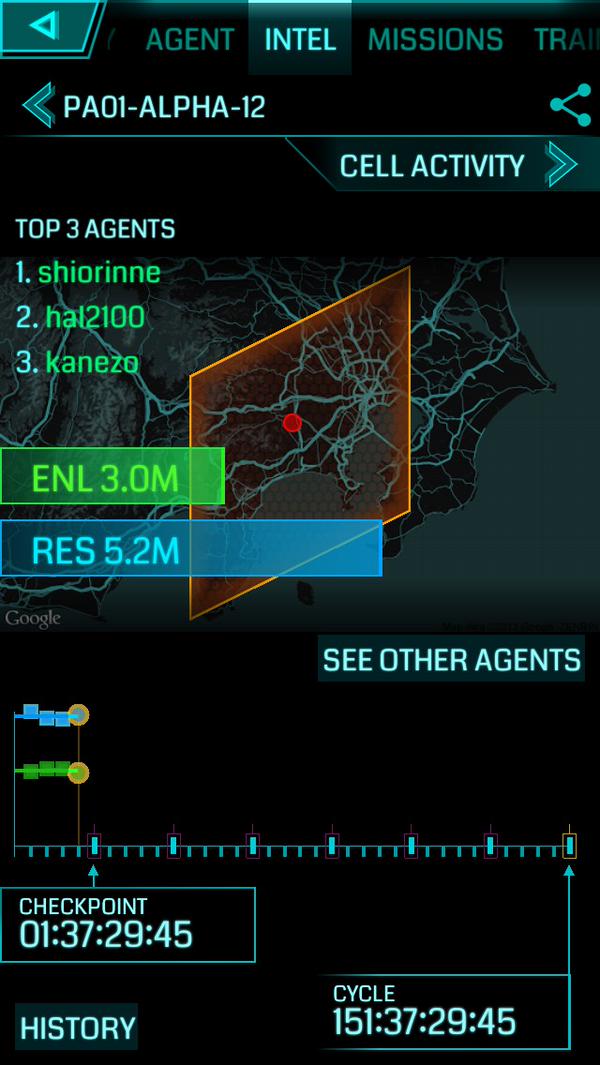 AGENT INTEL MISSIONS
PA01-ALPHA-12
CELL ACTIVITY
TOP 3 AGENTS
1. shiorinne
2. hal2100
3. kanezo
ENL 3.0M
RES 5.2M
Google
SEE OTHER AGENTS
CHECKPOINT
01:37:29:45
CYCLE
151:37:29:45
HISTORY